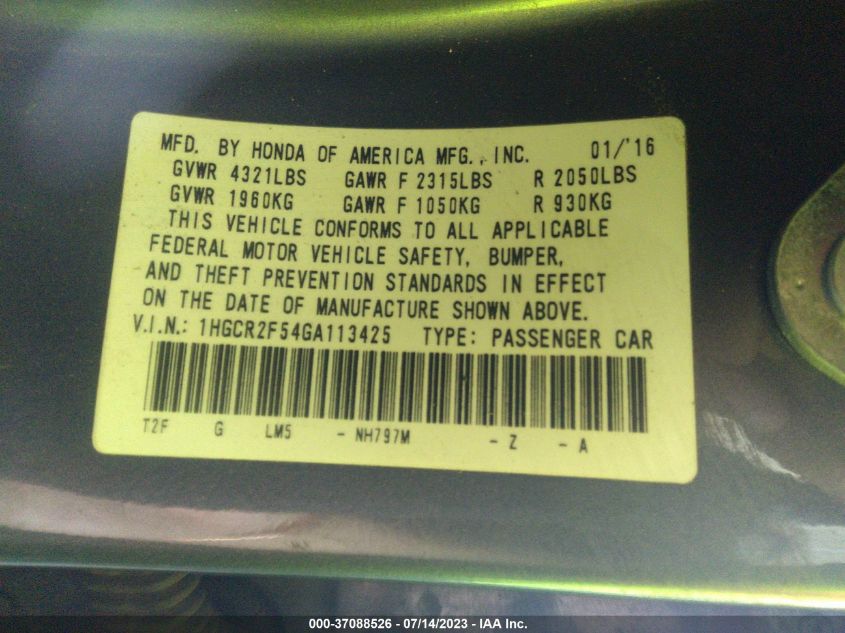 MFD. BY HONDA OF AMERICA MFG., INC. 01/'16
GVWR 4321LBS GAWR F 2315LBS R 2050LBS
GVWR 1960KG GAWR F 1050KG R 930KG
THIS VEHICLE CONFORMS TO ALL APPLICABLE
FEDERAL MOTOR VEHICLE SAFETY, BUMPER,
AND THEFT PREVENTION STANDARDS IN EFFECT
ON THE DATE OF MANUFACTURE SHOWN ABOVE.
V.I.N.: 1HGCR2F54GA113425 TYPE: PASSENGER CAR
T2F G LM5 - NH797M - Z - A
000-37088526 - 07/14/2023 - IAA Inc.